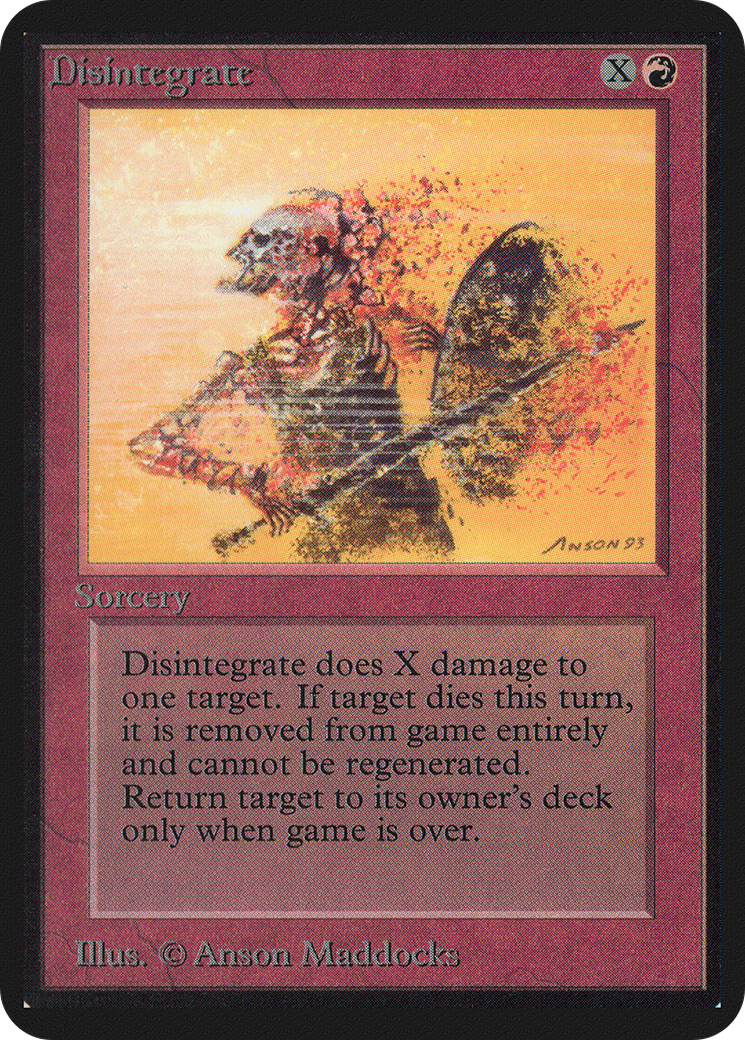 Disintegrate X
ANSON 93
Sorcery
Disintegrate does X damage to
one target. If target dies this turn,
it is removed from game entirely
and cannot be regenerated.
Return target to its owner's deck
only when game is over.
Illus. © Anson Maddocks